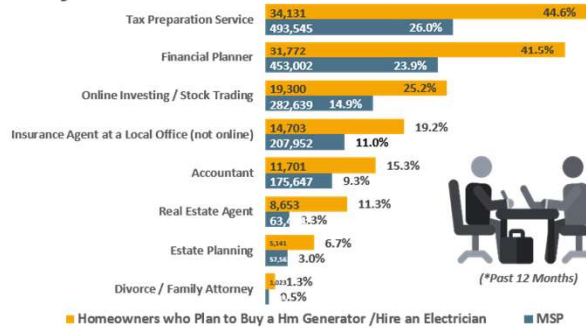 Tax Preparation Service
34,131 44.6%
493,545 26.0%
Financial Planner
31,772 41.5%
453,002 23.9%
Online Investing / Stock Trading
19,300 25.2%
282,639 14.9%
Insurance Agent at a Local Office (not online)
14,703 19.2%
207,952 11.0%
Accountant
11,701 15.3%
175,647 9.3%
Real Estate Agent
8,653 11.3%
3.3%
Estate Planning
5,141 6.7%
3.0%
Divorce / Family Attorney
1,023 1.3%
0.5%
(*Past 12 Months)
Homeowners who Plan to Buy a Hm Generator /Hire an Electrician MSP